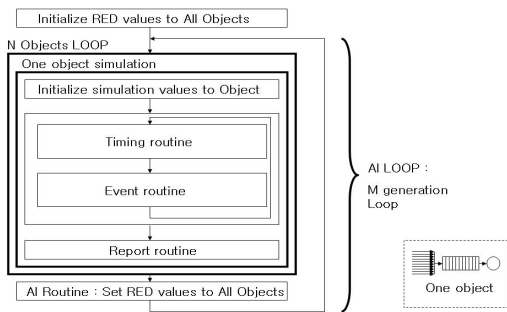 Initialize RED values to All Objects
N Objects LOOP
One object simulation
Initialize simulation values to Object
Timing routine
Event routine
Report routine
AI Routine : Set RED values to All Objects
AI LOOP :
M generation
Loop
One object